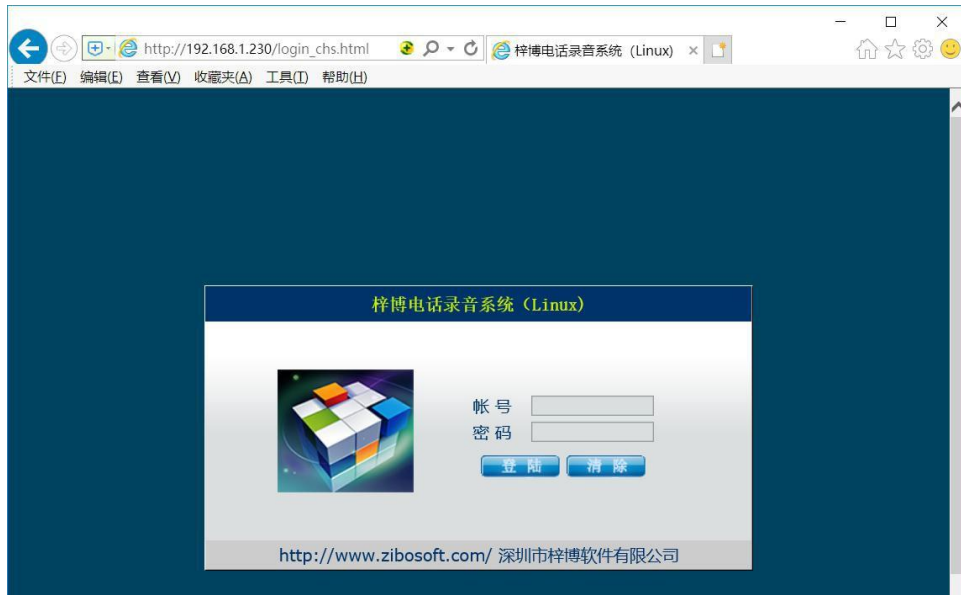 http://192.168.1.230/login_chs.html
梓博电话录音系统 (Linux)
文件(F) 编辑(E) 查看(V) 收藏夹(A) 工具(T) 帮助(H)
梓博电话录音系统（Linux）
帐 号
密 码
登 陆 清 除
http://www.zibosoft.com/ 深圳市梓博软件有限公司